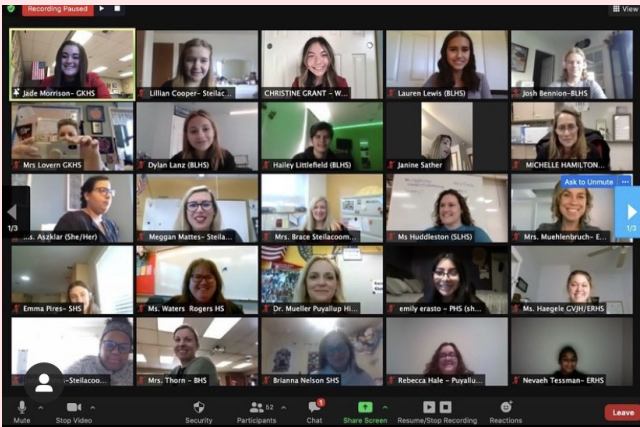 Recording Paused
View
Jade Morrison- GKHS
Lillian Cooper- Steilac...
CHRISTINE GRANT - W...
Lauren Lewis (BLHS)
Josh Bennion-BLHS
Mrs Lovern GKHS
Dylan Lanz (BLHS)
Hailey Littlefield (BLHS)
Janine Sather
MICHELLE HAMILTON...
Ask to Unmute
...
1/3
Aszklar (She/Her)
Meggan Mattes- Steila...
Mrs. Brace Steilacoom...
Ms Huddleston (SLHS)
Mrs. Muehlenbruch- E...
1/3
Emma Pires- SHS
Ms. Waters Rogers HS
Dr. Mueller Puyallup Hi...
emily erasto - PHS (sh...
Ms. Haegele GVJH/ERHS
-Steilacoo...
Mrs. Thorn - BHS
Brianna Nelson SHS
Rebecca Hale - Puyallu...
Nevaeh Tessman- ERHS
52
1
Mute
Stop Video
Security
Participants
Chat
Share Screen
Resume/Stop Recording
Reactions
Leave